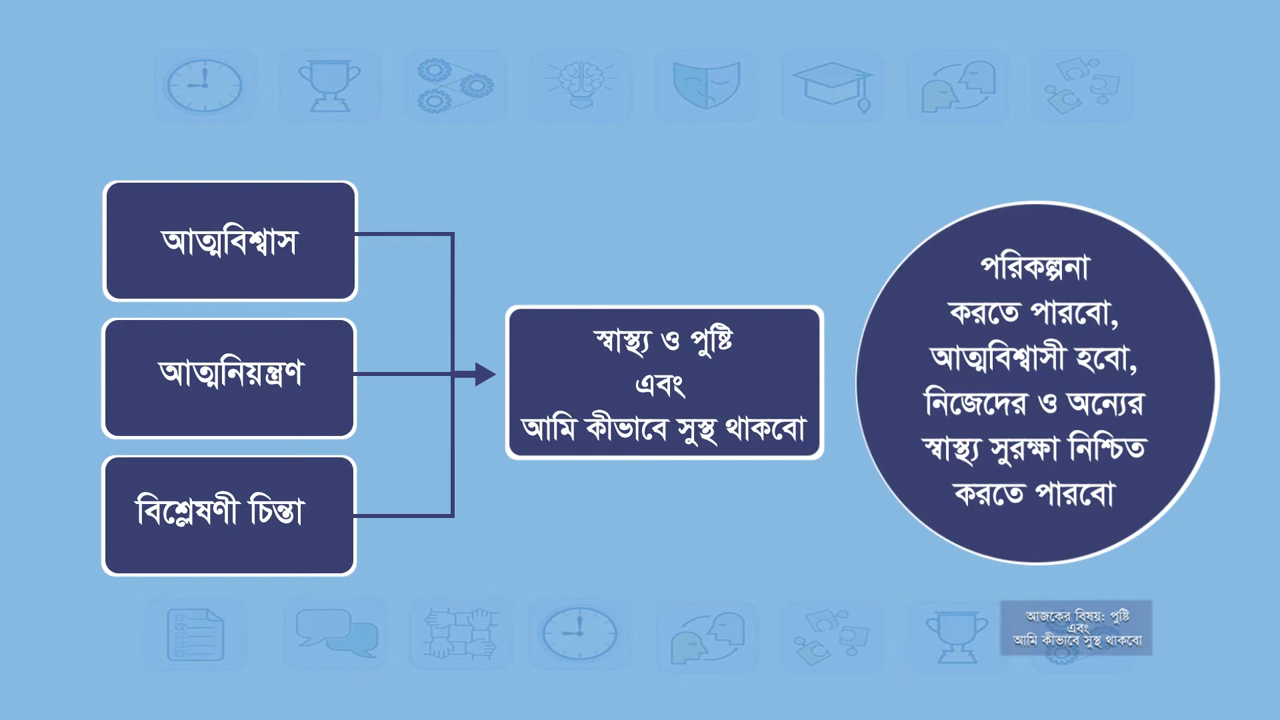 আত্মবিশ্বাস
আত্মনিয়ন্ত্রণ
বিশ্লেষণী চিন্তা
স্বাস্থ্য ও পুষ্টি
এবং
আমি কীভাবে সুস্থ থাকবো
পরিকল্পনা
করতে পারবো,
আত্মবিশ্বাসী হবো,
নিজেদের ও অন্যের
স্বাস্থ্য সুরক্ষা নিশ্চিত
করতে পারবো
আজকের বিষয়: পুষ্টি
এবং
আমি কীভাবে সুস্থ থাকবো